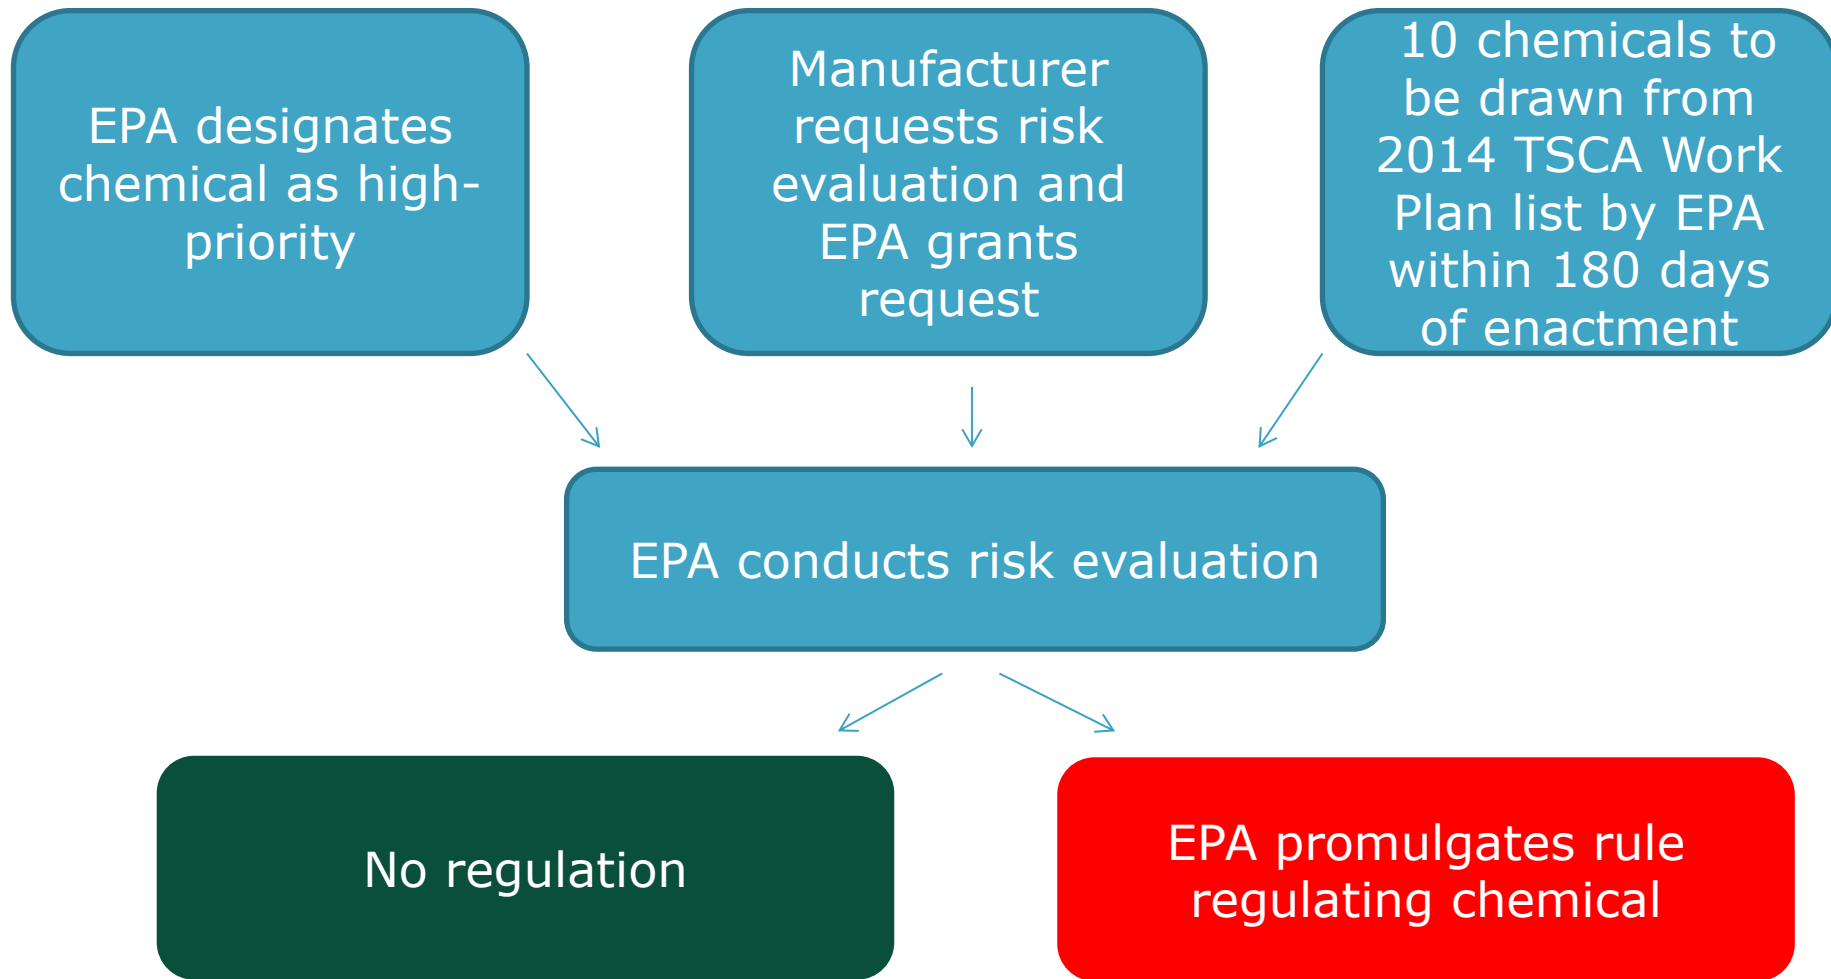 EPA designates
chemical as high-
priority
Manufacturer
requests risk
evaluation and
EPA grants
request
10 chemicals to
be drawn from
2014 TSCA Work
Plan list by EPA
within 180 days
of enactment
EPA conducts risk evaluation
No regulation
EPA promulgates rule
regulating chemical